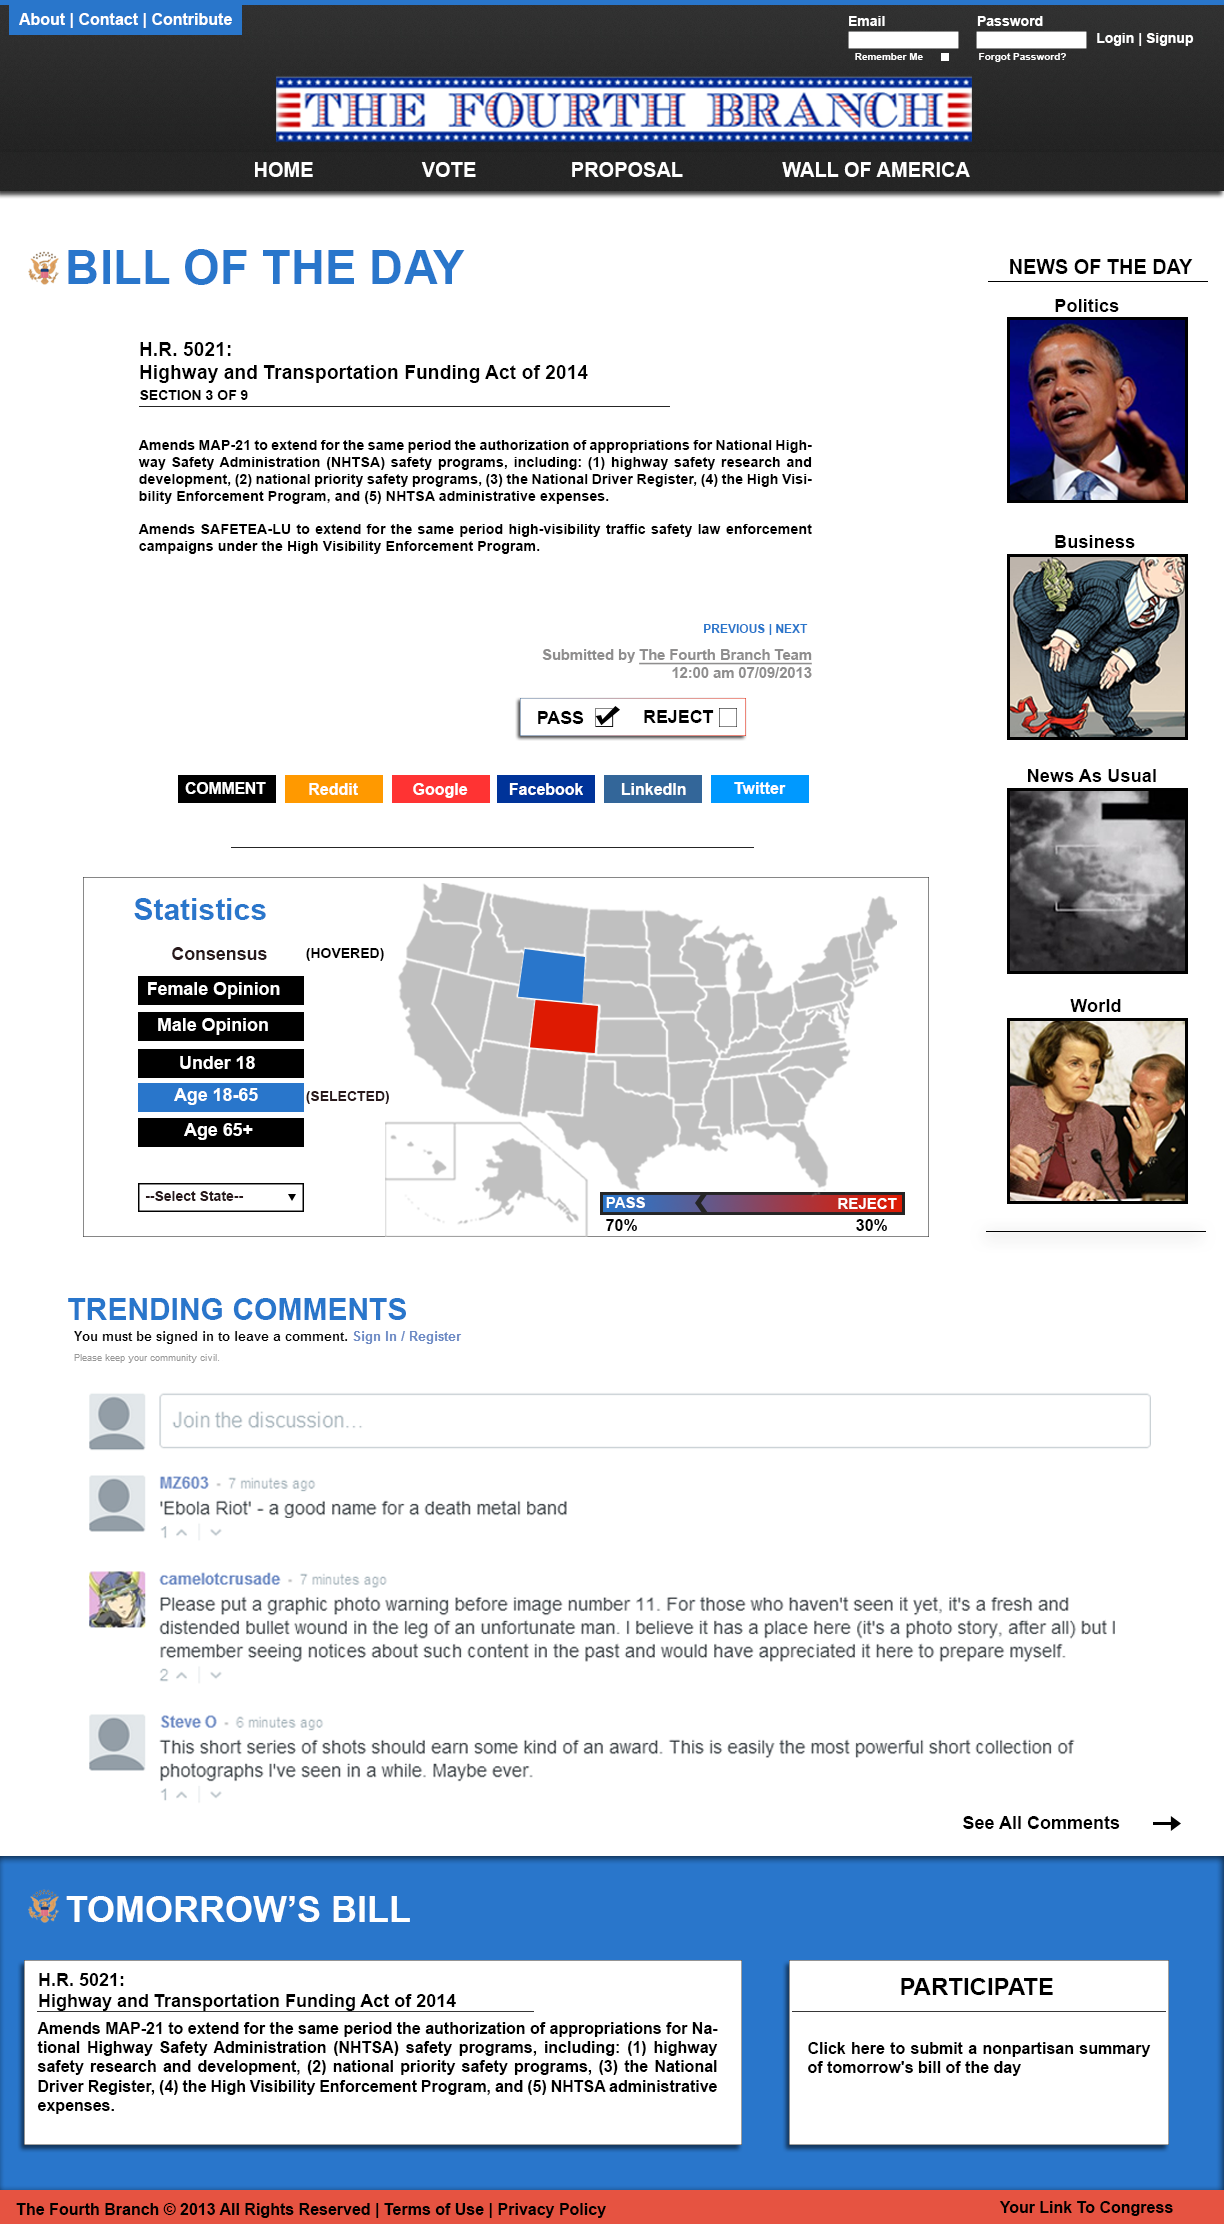 About | Contact | Contribute
Email
Password
Login | Signup
Remember Me
Forgot Password?
THE FOURTH BRANCH
HOME
VOTE
PROPOSAL
WALL OF AMERICA
BILL OF THE DAY
H.R. 5021:
Highway and Transportation Funding Act of 2014
SECTION 3 OF 9
Amends MAP-21 to extend for the same period the authorization of appropriations for National High-
way Safety Administration (NHTSA) safety programs, including: (1) highway safety research and
development, (2) national priority safety programs, (3) the National Driver Register, (4) the High Visi-
bility Enforcement Program, and (5) NHTSA administrative expenses.
Amends SAFETEA-LU to extend for the same period high-visibility traffic safety law enforcement
campaigns under the High Visibility Enforcement Program.
PREVIOUS | NEXT
Submitted by The Fourth Branch Team
12:00 am 07/09/2013
PASS
REJECT
COMMENT
Reddit
Google
Facebook
LinkedIn
Twitter
NEWS OF THE DAY
Politics
Business
News As Usual
World
Statistics
Consensus
(HOVERED)
Female Opinion
Male Opinion
Under 18
Age 18-65
(SELECTED)
Age 65+
--Select State--
PASS
REJECT
70%
30%
TRENDING COMMENTS
You must be signed in to leave a comment. Sign In / Register
Please keep your community civil.
Join the discussion…
MZ603 • 7 minutes ago
'Ebola Riot' - a good name for a death metal band
1
camelotcrusade • 7 minutes ago
Please put a graphic photo warning before image number 11. For those who haven't seen it yet, it's a fresh and
distended bullet wound in the leg of an unfortunate man. I believe it has a place here (it's a photo story, after all) but I
remember seeing notices about such content in the past and would have appreciated it here to prepare myself.
2
Steve O • 6 minutes ago
This short series of shots should earn some kind of an award. This is easily the most powerful short collection of
photographs I've seen in a while. Maybe ever.
1
See All Comments
TOMORROW'S BILL
H.R. 5021:
Highway and Transportation Funding Act of 2014
Amends MAP-21 to extend for the same period the authorization of appropriations for Na-
tional Highway Safety Administration (NHTSA) safety programs, including: (1) highway
safety research and development, (2) national priority safety programs, (3) the National
Driver Register, (4) the High Visibility Enforcement Program, and (5) NHTSA administrative
expenses.
PARTICIPATE
Click here to submit a nonpartisan summary
of tomorrow's bill of the day
The Fourth Branch © 2013 All Rights Reserved | Terms of Use | Privacy Policy
Your Link To Congress